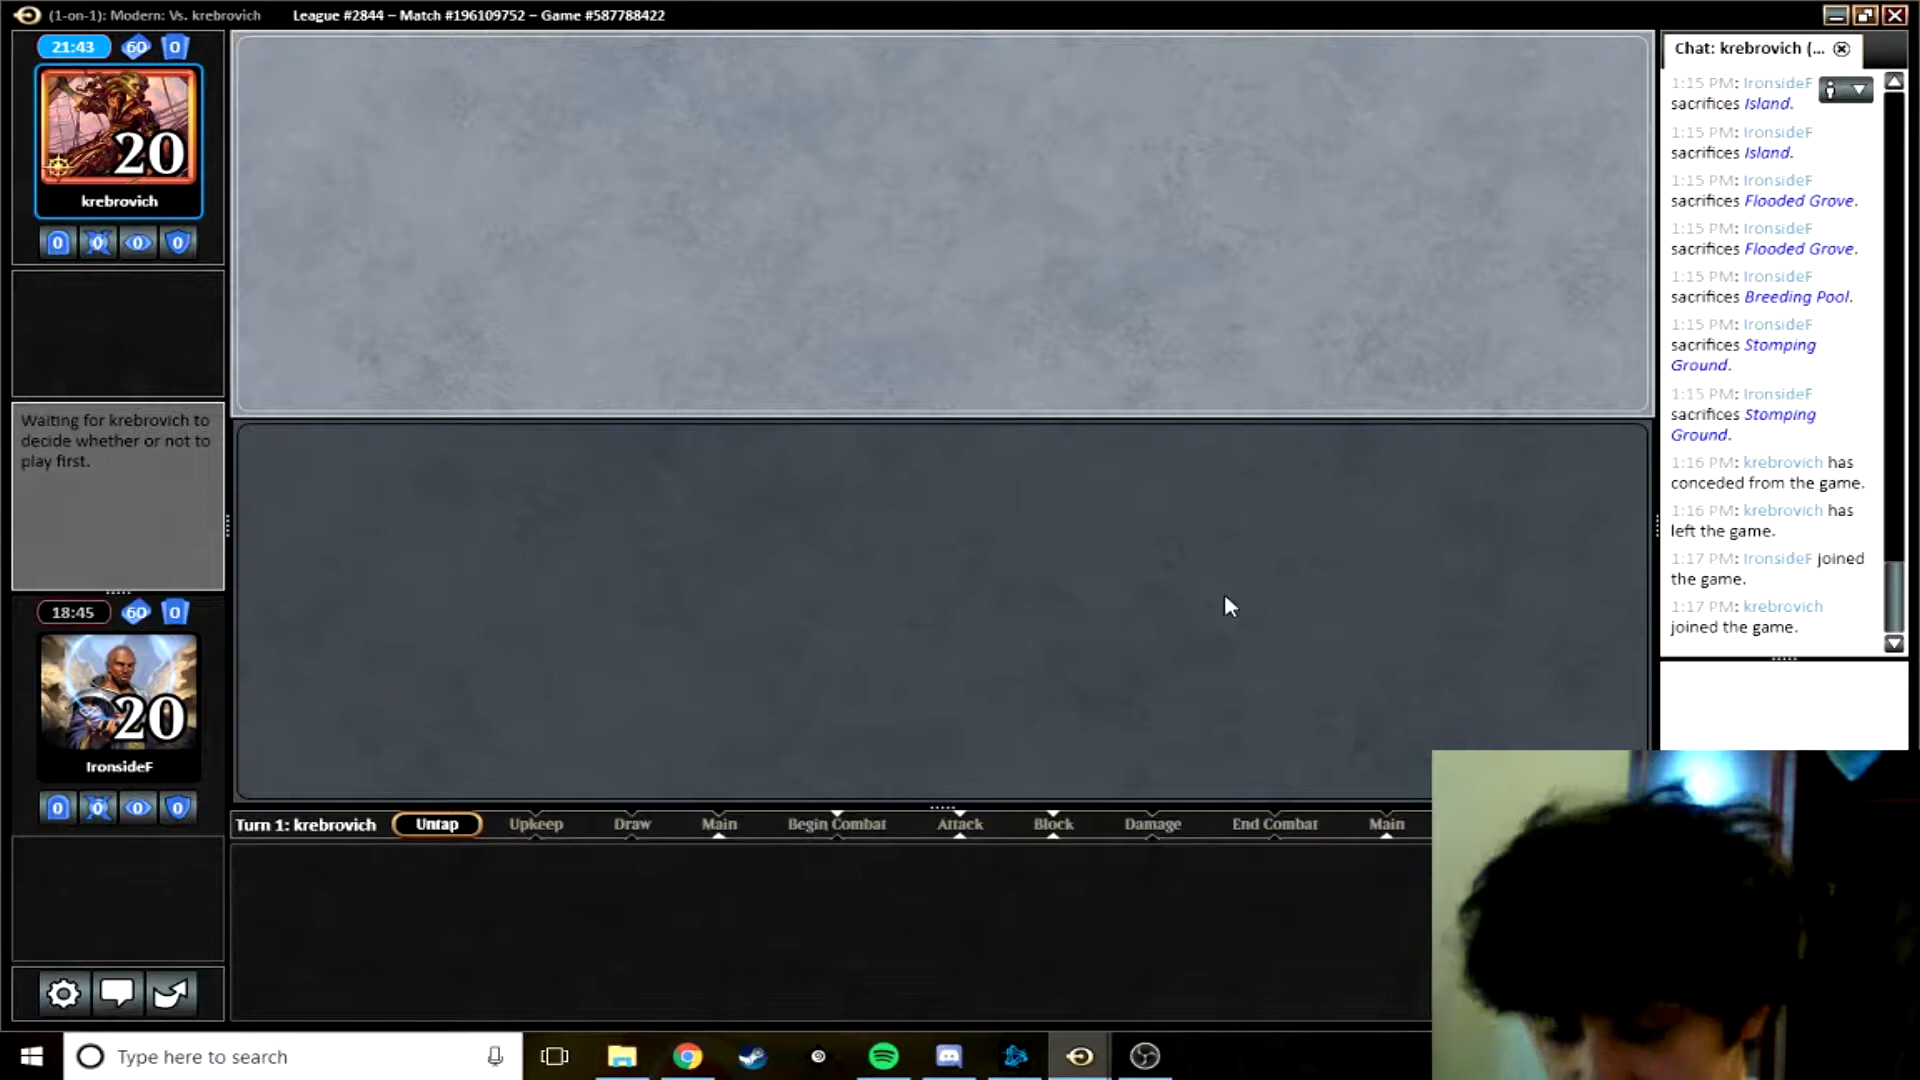 (1-on-1): Modern: Vs. krebrovich
League #2844 – Match #196109752 – Game #587788422
21:43
60
0
20
krebrovich
0
0
0
0
Waiting for krebrovich to
decide whether or not to
play first.
18:45
60
0
20
IronsideF
0
0
0
0
Turn 1: krebrovich
Untap
Upkeep
Draw
Main
Begin Combat
Attack
Block
Damage
End Combat
Main
Chat: krebrovich (...
1:15 PM: IronsideF
sacrifices Island.
1:15 PM: IronsideF
sacrifices Island.
1:15 PM: IronsideF
sacrifices Flooded Grove.
1:15 PM: IronsideF
sacrifices Flooded Grove.
1:15 PM: IronsideF
sacrifices Breeding Pool.
1:15 PM: IronsideF
sacrifices Stomping
Ground.
1:15 PM: IronsideF
sacrifices Stomping
Ground.
1:16 PM: krebrovich has
conceded from the game.
1:16 PM: krebrovich has
left the game.
1:17 PM: IronsideF joined
the game.
1:17 PM: krebrovich
joined the game.
Type here to search